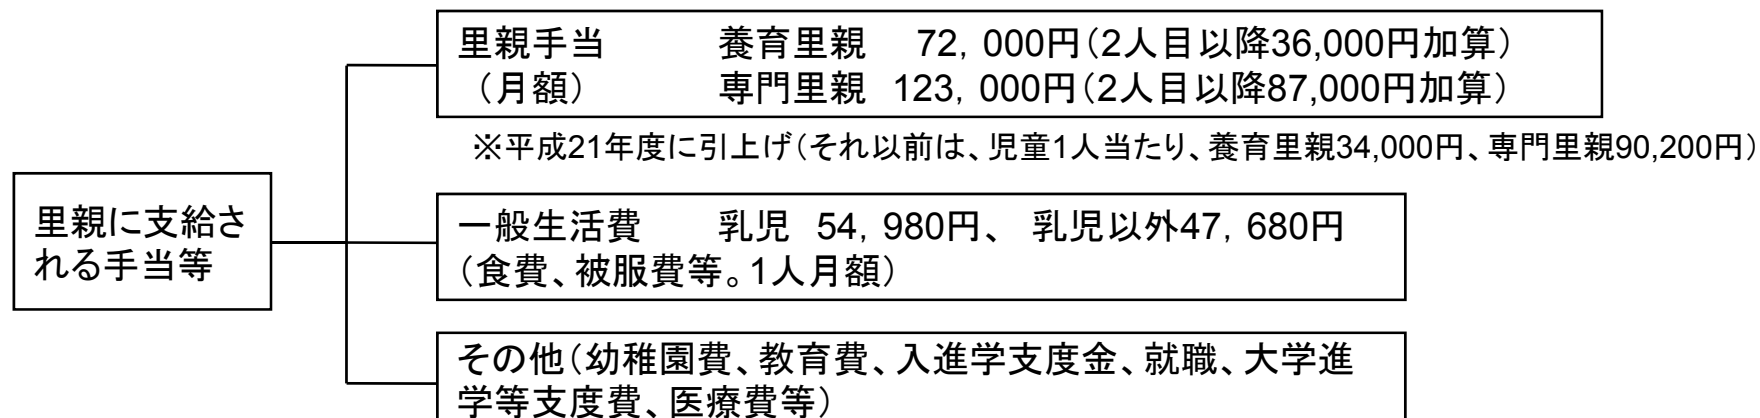 里親手当　　養育里親　72，000円（2人目以降36,000円加算）
（月額）　　専門里親　123，000円（2人目以降87,000円加算）
※平成21年度に引上げ（それ以前は、児童1人当たり、養育里親34,000円、専門里親90,200円）
里親に支給さ
れる手当等
一般生活費　　乳児　54，980円、　乳児以外47，680円
（食費、被服費等。1人月額）
その他（幼稚園費、教育費、入進学支度金、就職、大学進
学等支度費、医療費等）